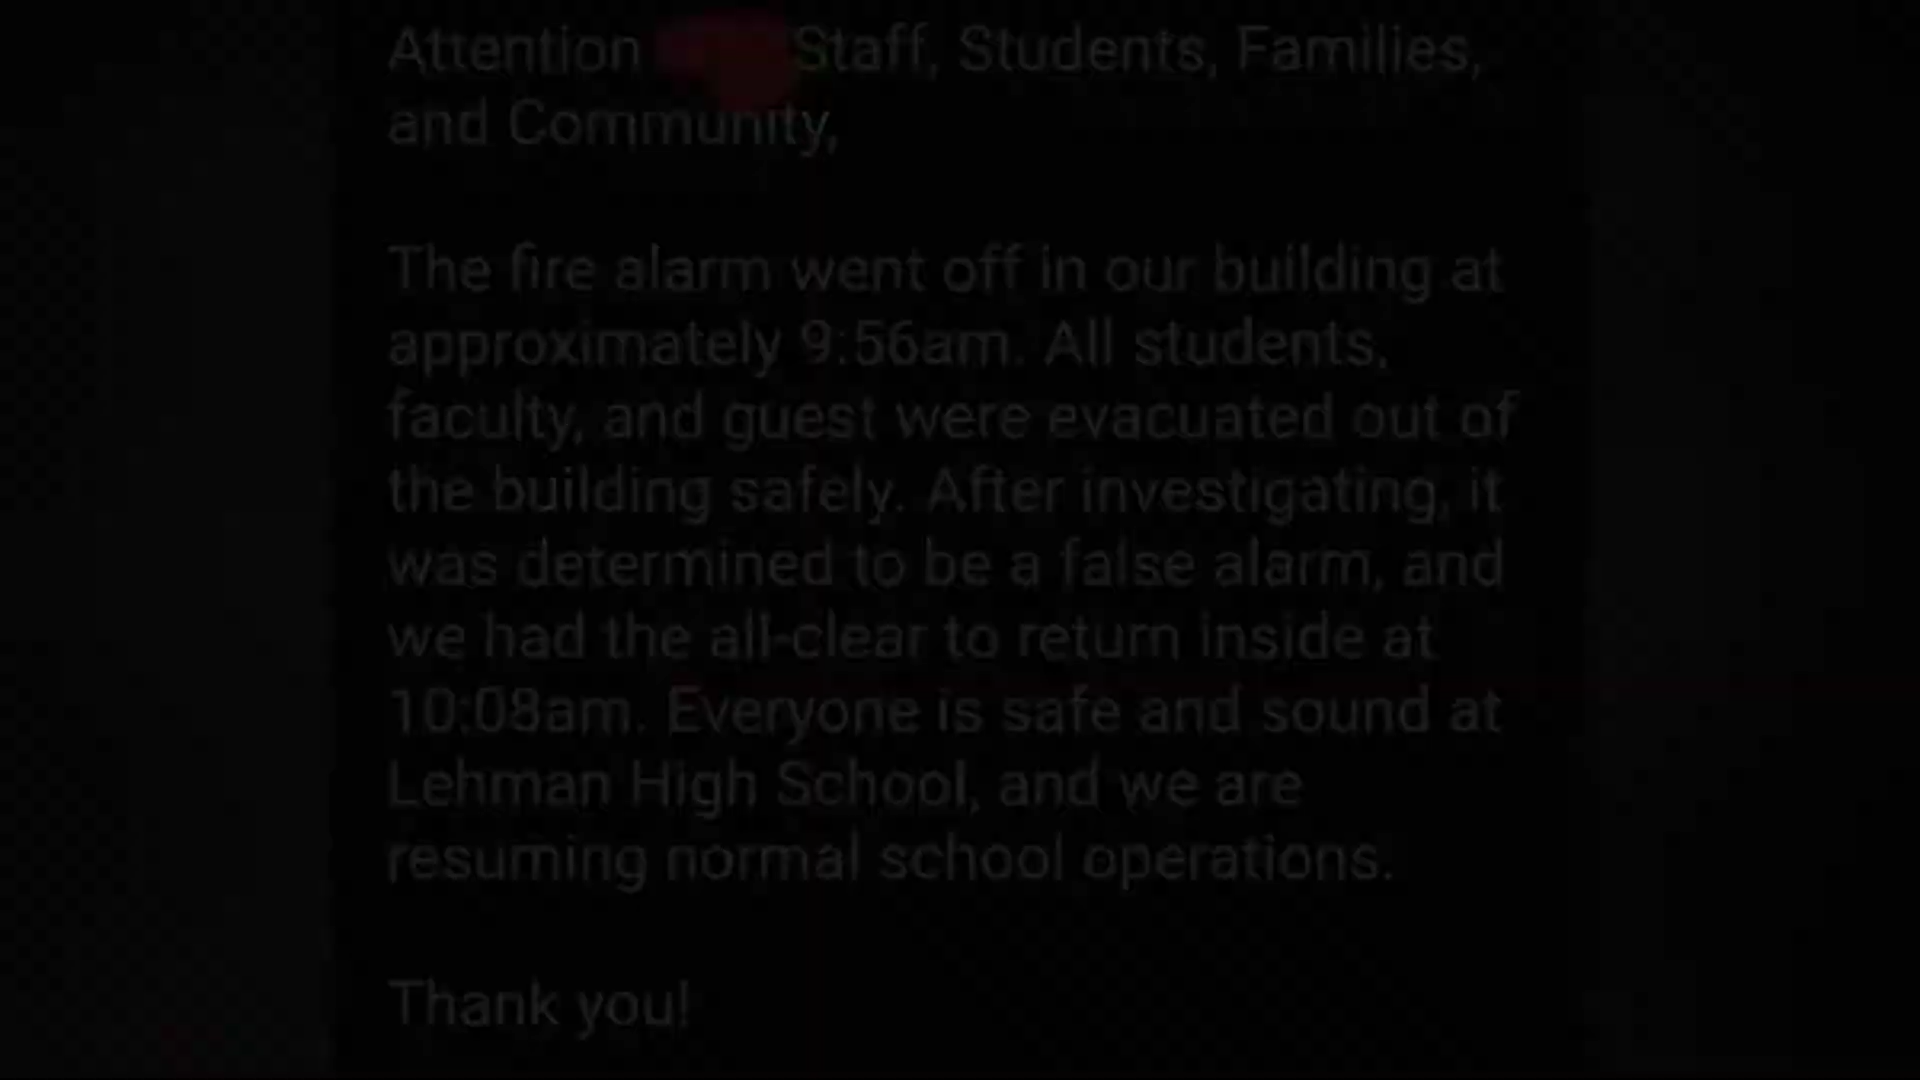 Attention Staff, Students, Families,
and Community,
The fire alarm went off in our building at
approximately 9:56am. All students,
faculty, and guest were evacuated out of
the building safely. After investigating, it
was determined to be a false alarm, and
we had the all-clear to return inside at
10:08am. Everyone is safe and sound at
Lehman High School, and we are
resuming normal school operations.
Thank you!